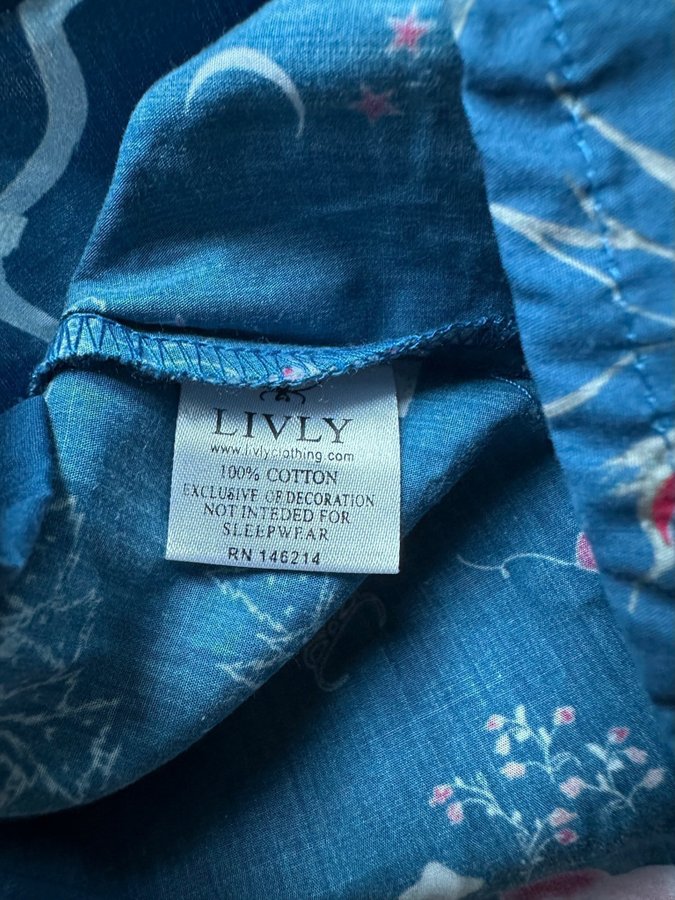 LIVLY
www.livlyclothing.com
100% COTTON
EXCLUSIVE OF DECORATION
NOT INTEDED FOR
SLEEPWEAR
RN 146214